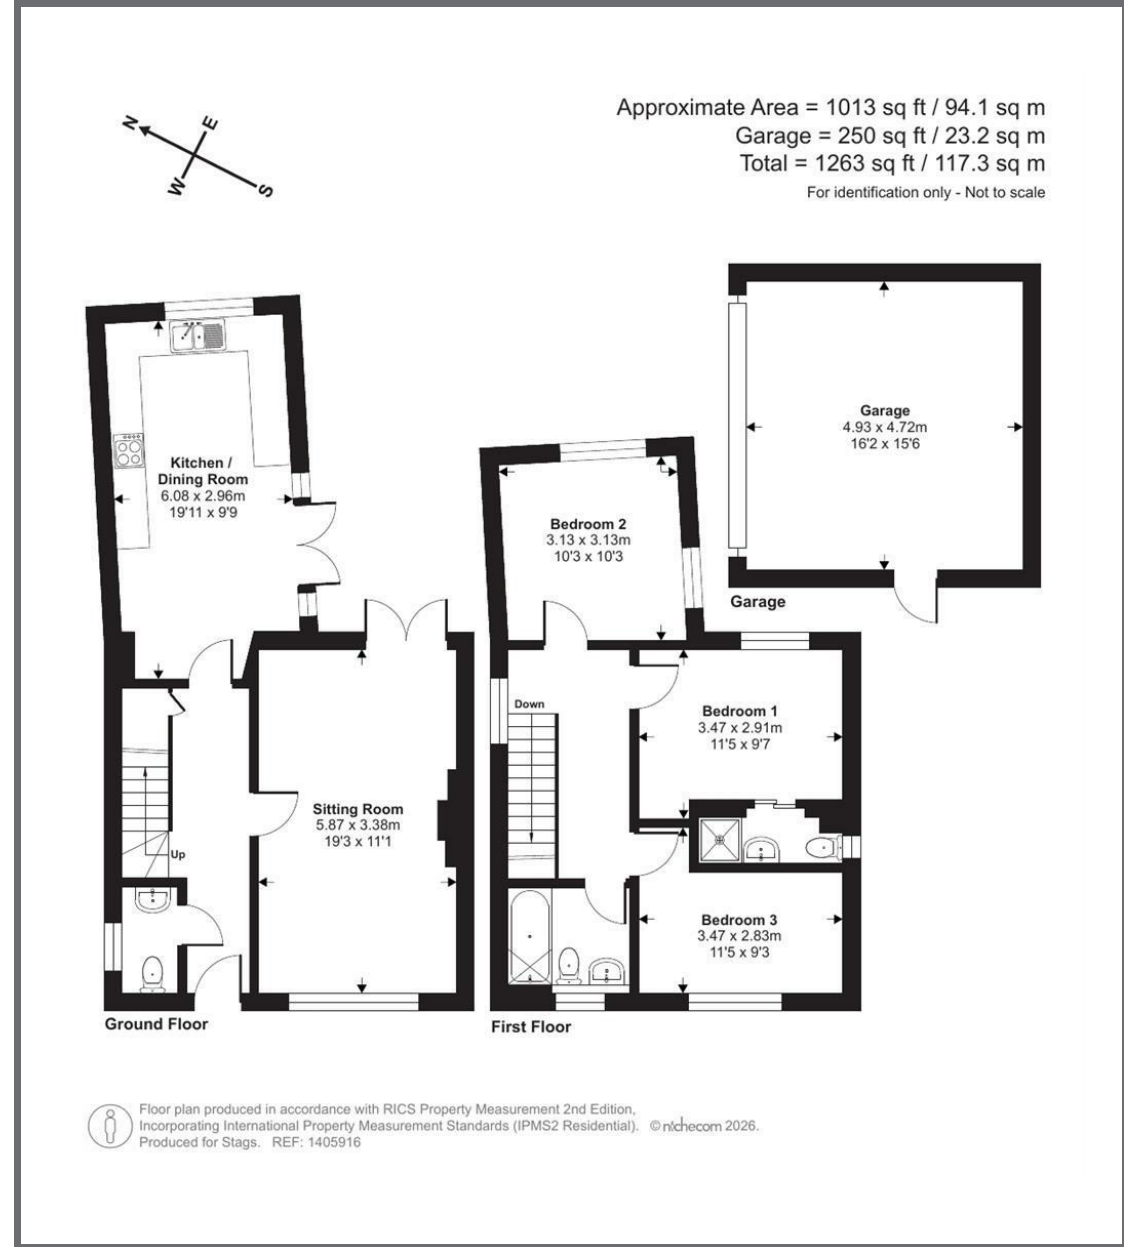 N
E
W
S
Approximate Area = 1013 sq ft / 94.1 sq m
Garage = 250 sq ft / 23.2 sq m
Total = 1263 sq ft / 117.3 sq m
For identification only - Not to scale
Kitchen /
Dining Room
6.08 x 2.96m
19'11 x 9'9
Sitting Room
5.87 x 3.38m
19'3 x 11'1
Up
Ground Floor
Bedroom 2
3.13 x 3.13m
10'3 x 10'3
Down
Bedroom 1
3.47 x 2.91m
11'5 x 9'7
Bedroom 3
3.47 x 2.83m
11'5 x 9'3
First Floor
Garage
4.93 x 4.72m
16'2 x 15'6
Garage
Floor plan produced in accordance with RICS Property Measurement 2nd Edition,
Incorporating International Property Measurement Standards (IPMS2 Residential). © nichecom 2026.
Produced for Stags. REF: 1405916